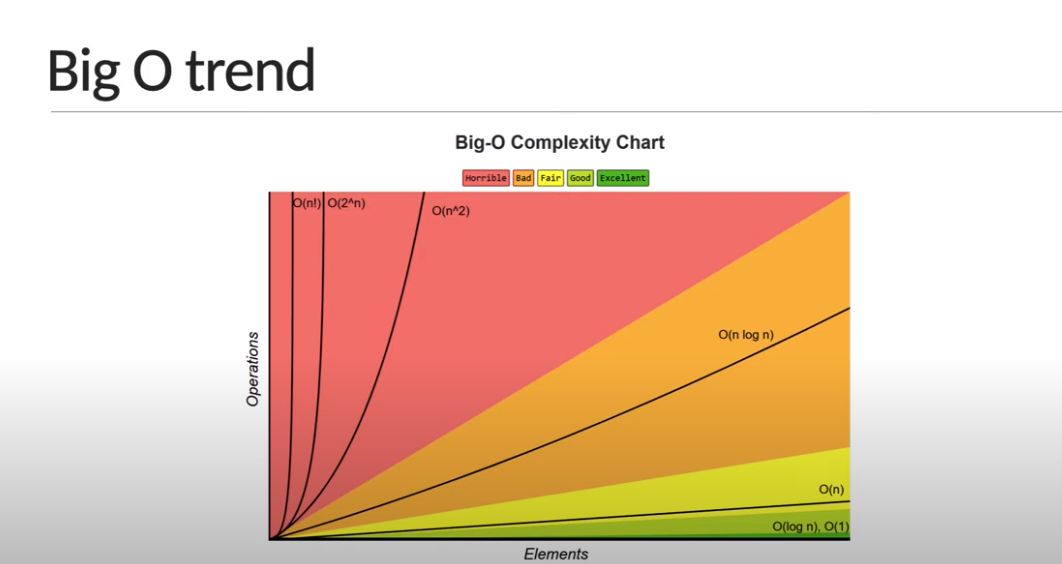 Big O trend
Big-O Complexity Chart
Horrible Bad Fair Good Excellent
O(n!) O(2^n)
O(n^2)
O(n log n)
Operations
O(n)
O(log n), O(1)
Elements